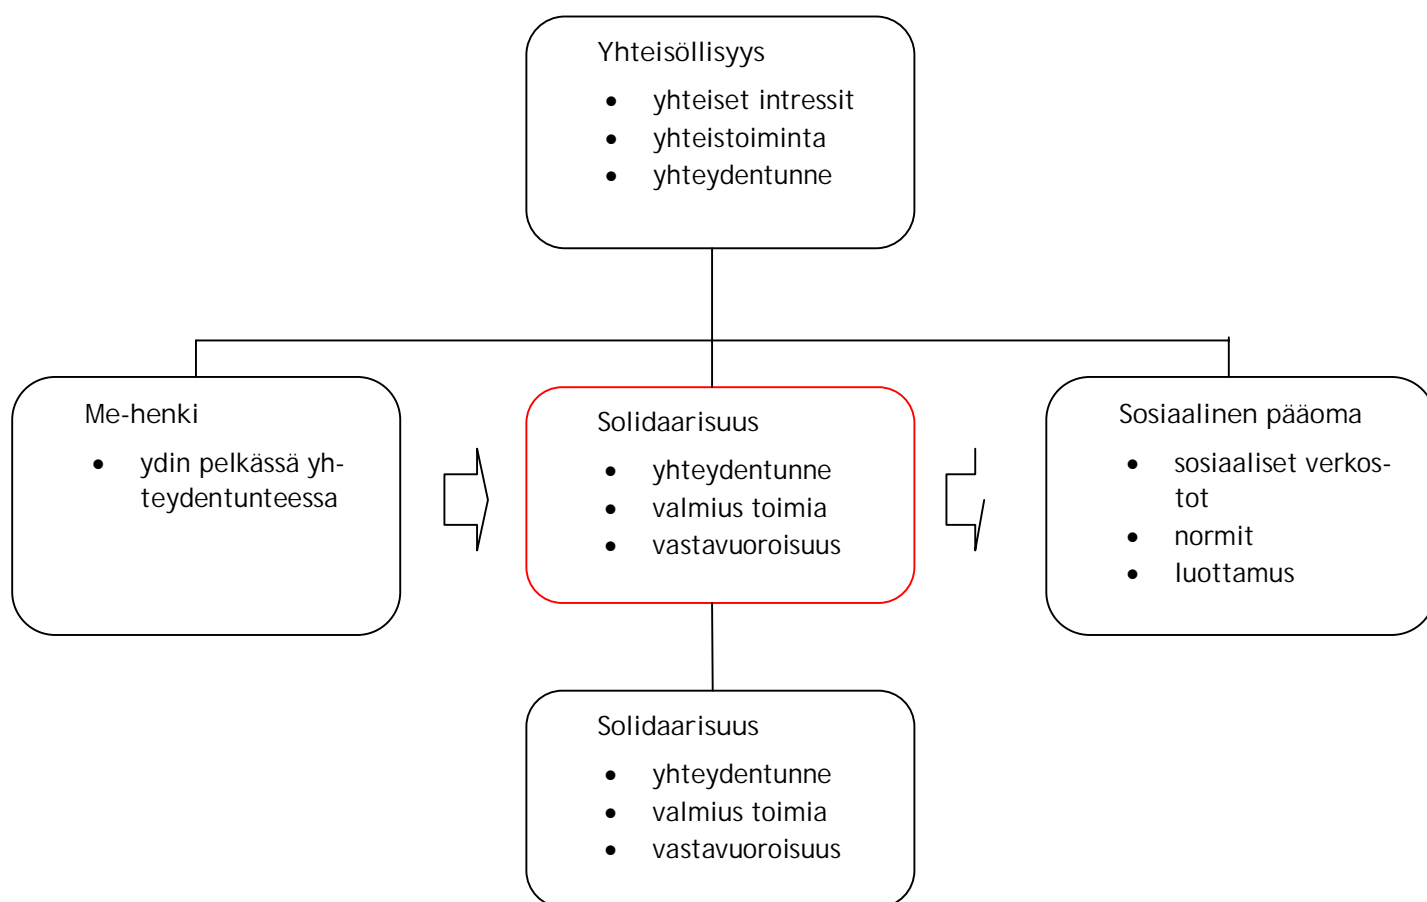 Yhteisöllisyys
• yhteiset intressit
• yhteistoiminta
• yhteydentunne
Me-henki
• ydin pelkässä yh-
teydentunteessa
Solidaarisuus
• yhteydentunne
• valmius toimia
• vastavuoroisuus
Sosiaalinen pääoma
• sosiaaliset verkos-
tot
• normit
• luottamus
Solidaarisuus
• yhteydentunne
• valmius toimia
• vastavuoroisuus